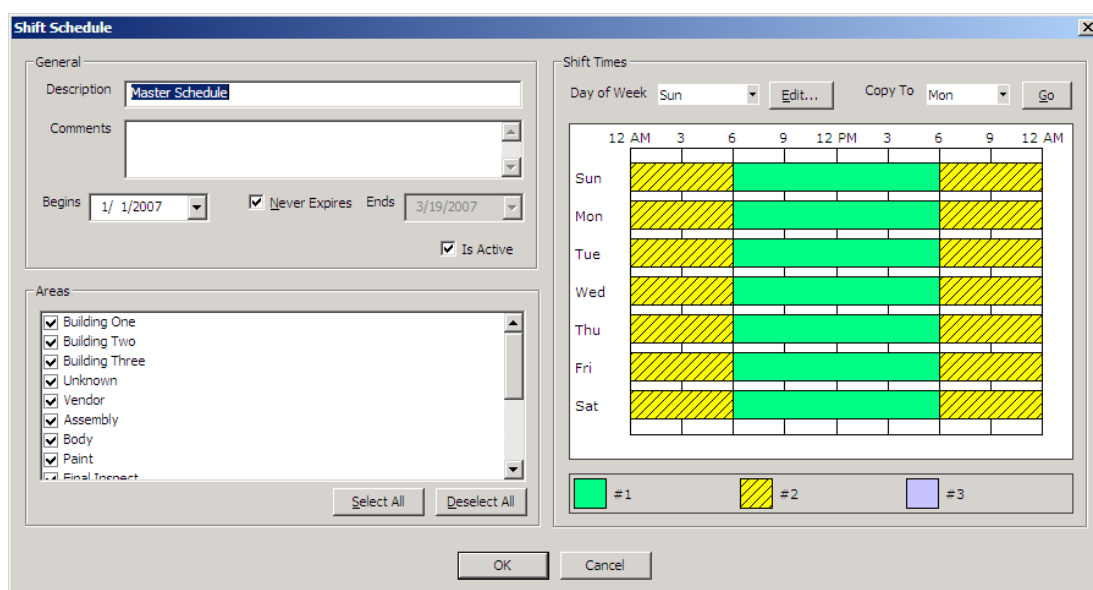 Shift Schedule
General
Description Master Schedule
Comments
Begins 1/ 1/2007 Never Expires Ends 3/19/2007
Is Active
Areas
Building One
Building Two
Building Three
Unknown
Vendor
Assembly
Body
Paint
Final Inspect
Select All Deselect All
Shift Times
Day of Week Sun Edit... Copy To Mon Go
12 AM 3 6 9 12 PM 3 6 9 12 AM
Sun
Mon
Tue
Wed
Thu
Fri
Sat
#1 #2 #3
OK Cancel